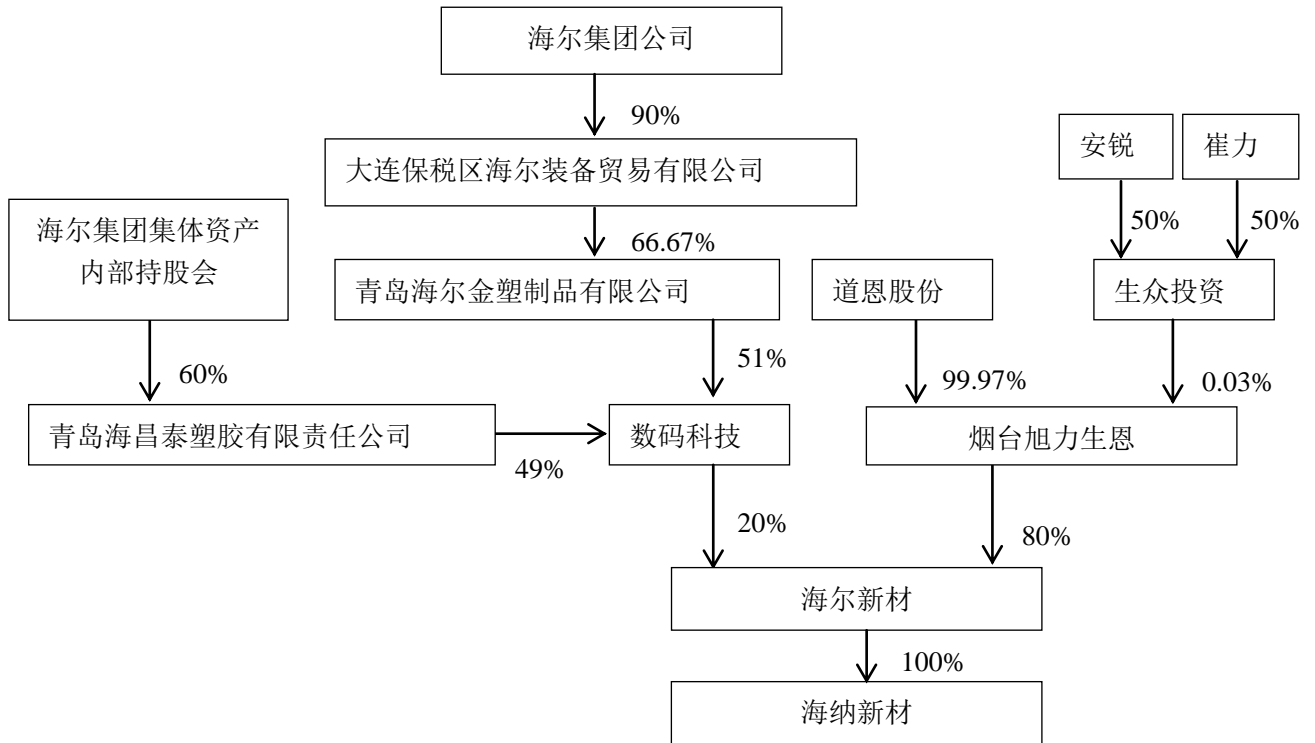 海尔集团公司
90%
大连保税区海尔装备贸易有限公司
安锐
崔力
50%
50%
海尔集团集体资产
内部持股会
66.67%
青岛海尔金塑制品有限公司
道恩股份
生众投资
60%
51%
99.97%
0.03%
青岛海昌泰塑胶有限责任公司
49%
数码科技
烟台旭力生恩
20%
80%
海尔新材
100%
海纳新材